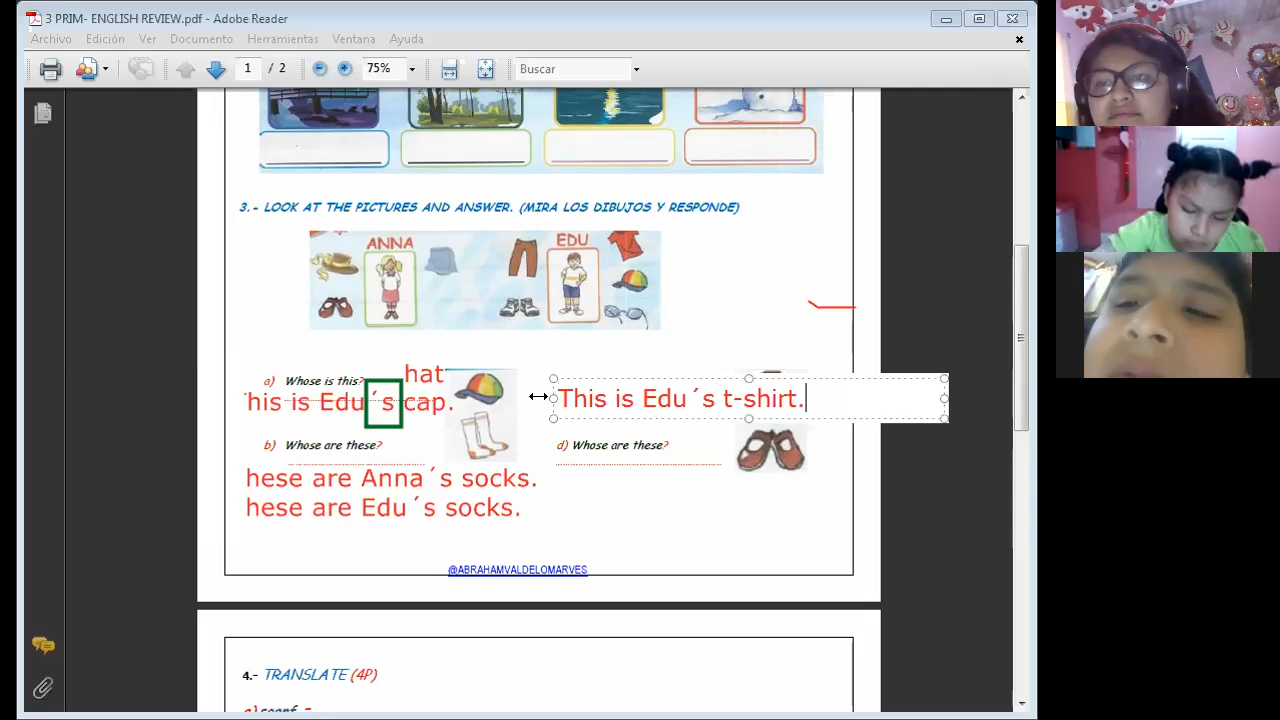 3 PRIM- ENGLISH REVIEW.pdf - Adobe Reader
Archivo Edición Ver Documento Herramientas Ventana Ayuda
1 / 2 75% Buscar
3.- LOOK AT THE PICTURES AND ANSWER. (MIRA LOS DIBUJOS Y RESPONDE)
ANNA EDU
hat
a) Whose is this?
his is Edu´s cap.
This is Edu´s t-shirt.
b) Whose are these? d) Whose are these?
hese are Anna´s socks.
hese are Edu´s socks.
@ABRAHAMVALDELOMARVES
4.- TRANSLATE (4P)
a) scarf -